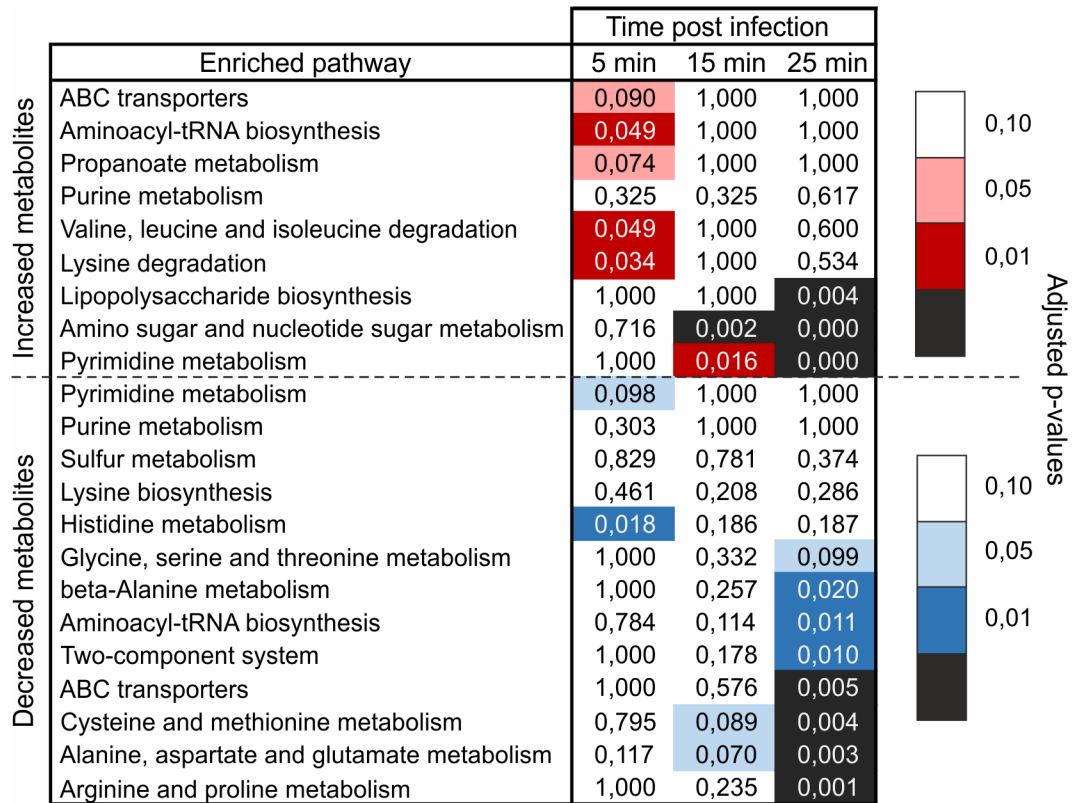 Time post infection
Enriched pathway 5 min 15 min 25 min
Increased metabolites
ABC transporters 0,090 1,000 1,000
Aminoacyl-tRNA biosynthesis 0,049 1,000 1,000
Propanoate metabolism 0,074 1,000 1,000
Purine metabolism 0,325 0,325 0,617
Valine, leucine and isoleucine degradation 0,049 1,000 0,600
Lysine degradation 0,034 1,000 0,534
Lipopolysaccharide biosynthesis 1,000 1,000 0,004
Amino sugar and nucleotide sugar metabolism 0,716 0,002 0,000
Pyrimidine metabolism 1,000 0,016 0,000
Decreased metabolites
Pyrimidine metabolism 0,098 1,000 1,000
Purine metabolism 0,303 1,000 1,000
Sulfur metabolism 0,829 0,781 0,374
Lysine biosynthesis 0,461 0,208 0,286
Histidine metabolism 0,018 0,186 0,187
Glycine, serine and threonine metabolism 1,000 0,332 0,099
beta-Alanine metabolism 1,000 0,257 0,020
Aminoacyl-tRNA biosynthesis 0,784 0,114 0,011
Two-component system 1,000 0,178 0,010
ABC transporters 1,000 0,576 0,005
Cysteine and methionine metabolism 0,795 0,089 0,004
Alanine, aspartate and glutamate metabolism 0,117 0,070 0,003
Arginine and proline metabolism 1,000 0,235 0,001
0,10
0,05
0,01
Adjusted p-values
0,10
0,05
0,01